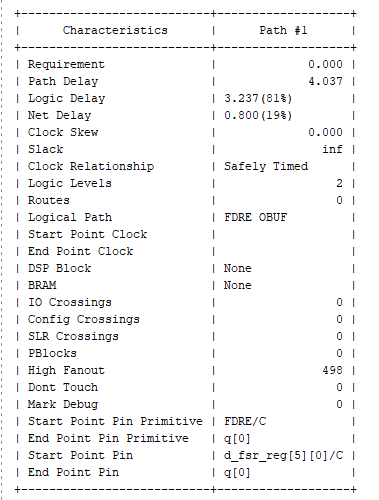 Characteristics | Path #1
Requirement | 0.000
Path Delay | 4.037
Logic Delay | 3.237(81%)
Net Delay | 0.800(19%)
Clock Skew | 0.000
Slack | inf
Clock Relationship | Safely Timed
Logic Levels | 2
Routes | 0
Logical Path | FDRE OBUF
Start Point Clock |
End Point Clock |
DSP Block | None
BRAM | None
IO Crossings | 0
Config Crossings | 0
SLR Crossings | 0
PBlocks | 0
High Fanout | 498
Dont Touch | 0
Mark Debug | 0
Start Point Pin Primitive | FDRE/C
End Point Pin Primitive | q[0]
Start Point Pin | d_fsr_reg[5][0]/C
End Point Pin | q[0]